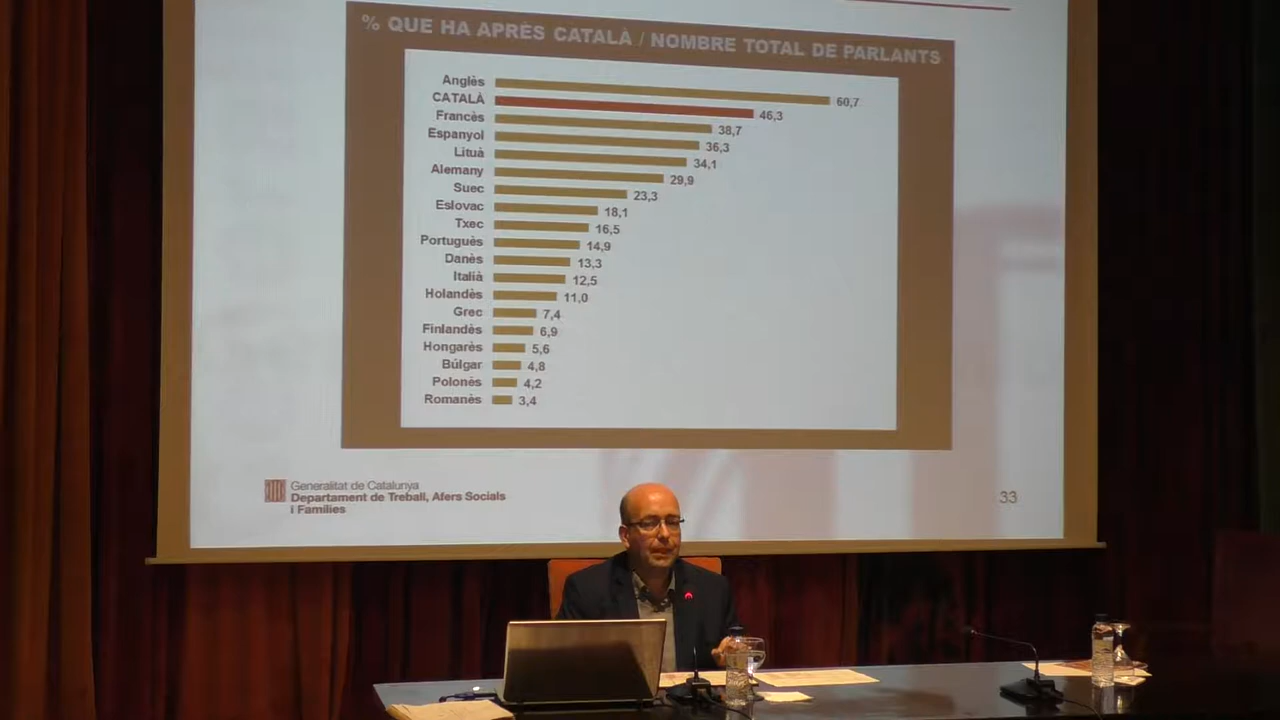 % QUE HA APRÈS CATALÀ / NOMBRE TOTAL DE PARLANTS
Anglès 60,7
CATALÀ 46,3
Francès 38,7
Espanyol 36,3
Lituà 34,1
Alemany 29,9
Suec 23,3
Eslovac 18,1
Txec 16,5
Portuguès 14,9
Danès 13,3
Italià 12,5
Holandès 11,0
Grec 7,4
Finlandès 6,9
Hongarès 5,6
Búlgar 4,8
Polonès 4,2
Romanès 3,4
Generalitat de Catalunya
Departament de Treball, Afers Socials
i Famílies
33